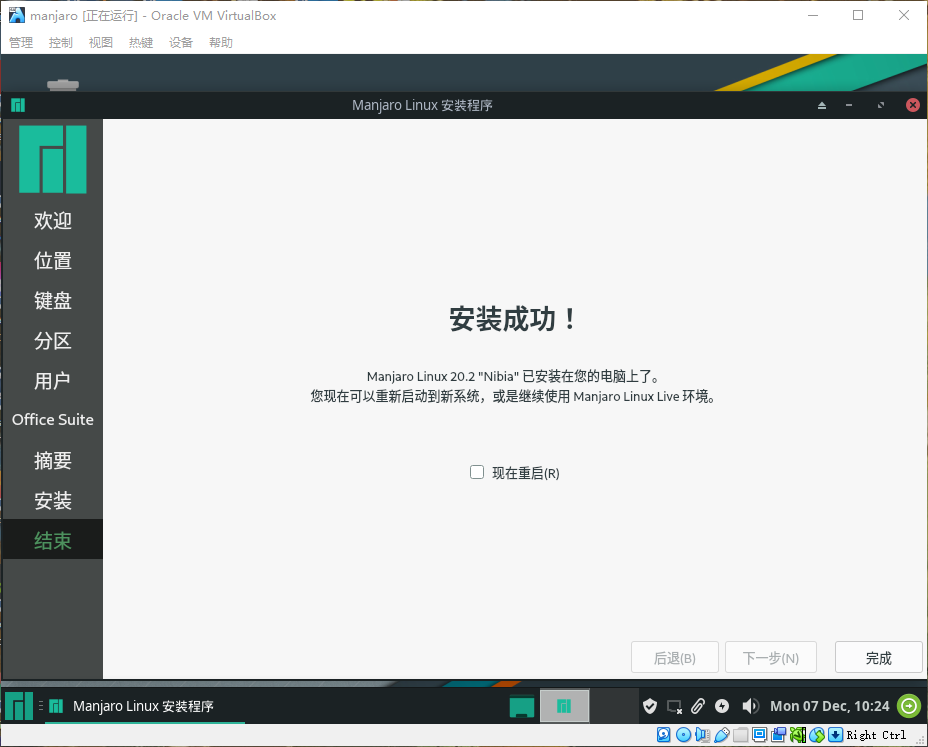 manjaro [正在运行] - Oracle VM VirtualBox
管理 控制 视图 热键 设备 帮助
Manjaro Linux 安装程序
欢迎
位置
键盘
分区
用户
Office Suite
摘要
安装
结束
安装成功！
Manjaro Linux 20.2 "Nibia" 已安装在您的电脑上了。
您现在可以重新启动到新系统，或是继续使用 Manjaro Linux Live 环境。
现在重启(R)
后退(B) 下一步(N) 完成
Manjaro Linux 安装程序 Mon 07 Dec, 10:24
Right Ctrl